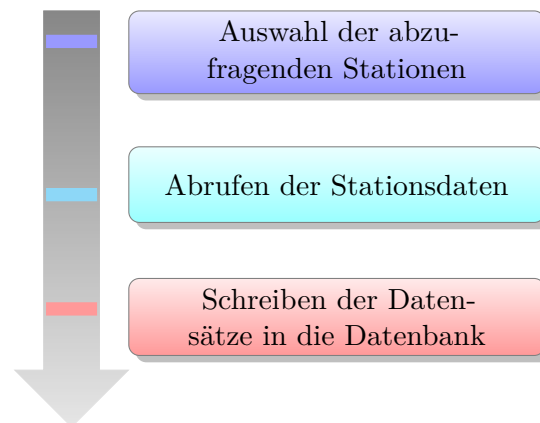 Auswahl der abzu-
fragenden Stationen
Abrufen der Stationsdaten
Schreiben der Daten-
sätze in die Datenbank